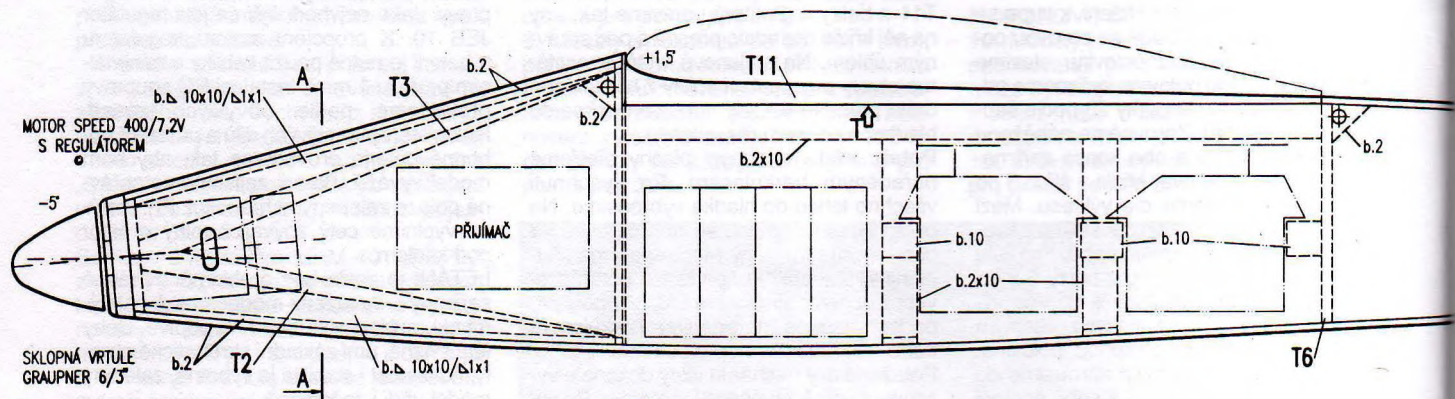 A
T3
b.2
+1,5°
T11
b.⊾ 10x10/⊾1x1
b.2
MOTOR SPEED 400/7,2V
S REGULÁTOREM
T
b.2x10
b.2
-5°
PŘIJÍMAČ
b.10
b.10
b.2x10
SKLOPNÁ VRTULE
GRAUPNER 6/3"
b.2
T2
b.⊾ 10x10/⊾1x1
A
T6